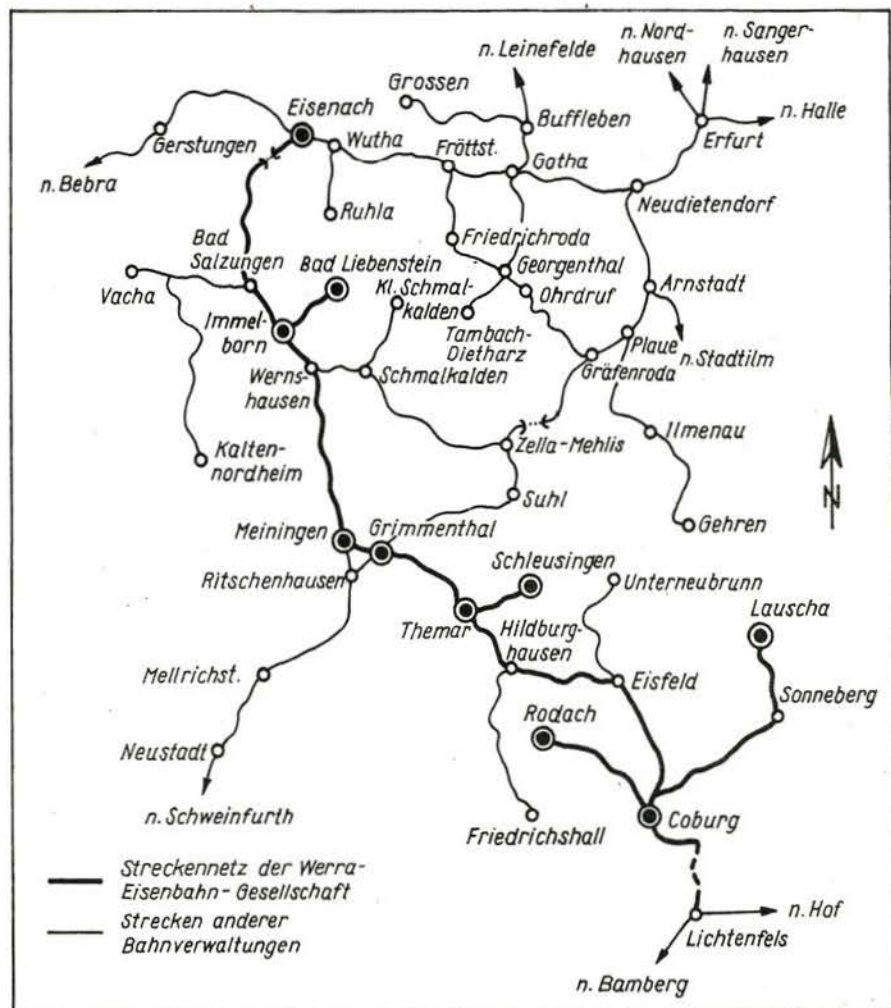 n. Leinefelde
n. Nord-
hausen
n. Sanger-
hausen
Grossen
Eisenach
Buffleben
n. Halle
Gerstungen
Wutha
Fröttst.
Gotha
Erfurt
n. Bebra
Ruhla
Neudietendorf
Bad
Salzungen
Friedrichroda
Bad Liebenstein
Georgenthal
Vacha
Kl. Schmal-
kalden
Ohrdruf
Arnstadt
Immel-
born
Tambach-
Dietharz
Plaue
n. Stadtilm
Werns-
hausen
Schmalkalden
Gräfenroda
Kalten-
nordheim
Zella-Mehlis
Ilmenau
N
Suhl
Gehren
Meiningen
Grimmenthal
Ritschenhausen
Schleusingen
Unterneubrunn
Lauscha
Themar
Hildburg-
hausen
Mellrichst.
Eisfeld
Sonneberg
Rodach
Neustadt
n. Schweinfurth
Friedrichshall
Coburg
Streckennetz der Werra-
Eisenbahn-Gesellschaft
Strecken anderer
Bahnverwaltungen
n. Hof
Lichtenfels
n. Bamberg